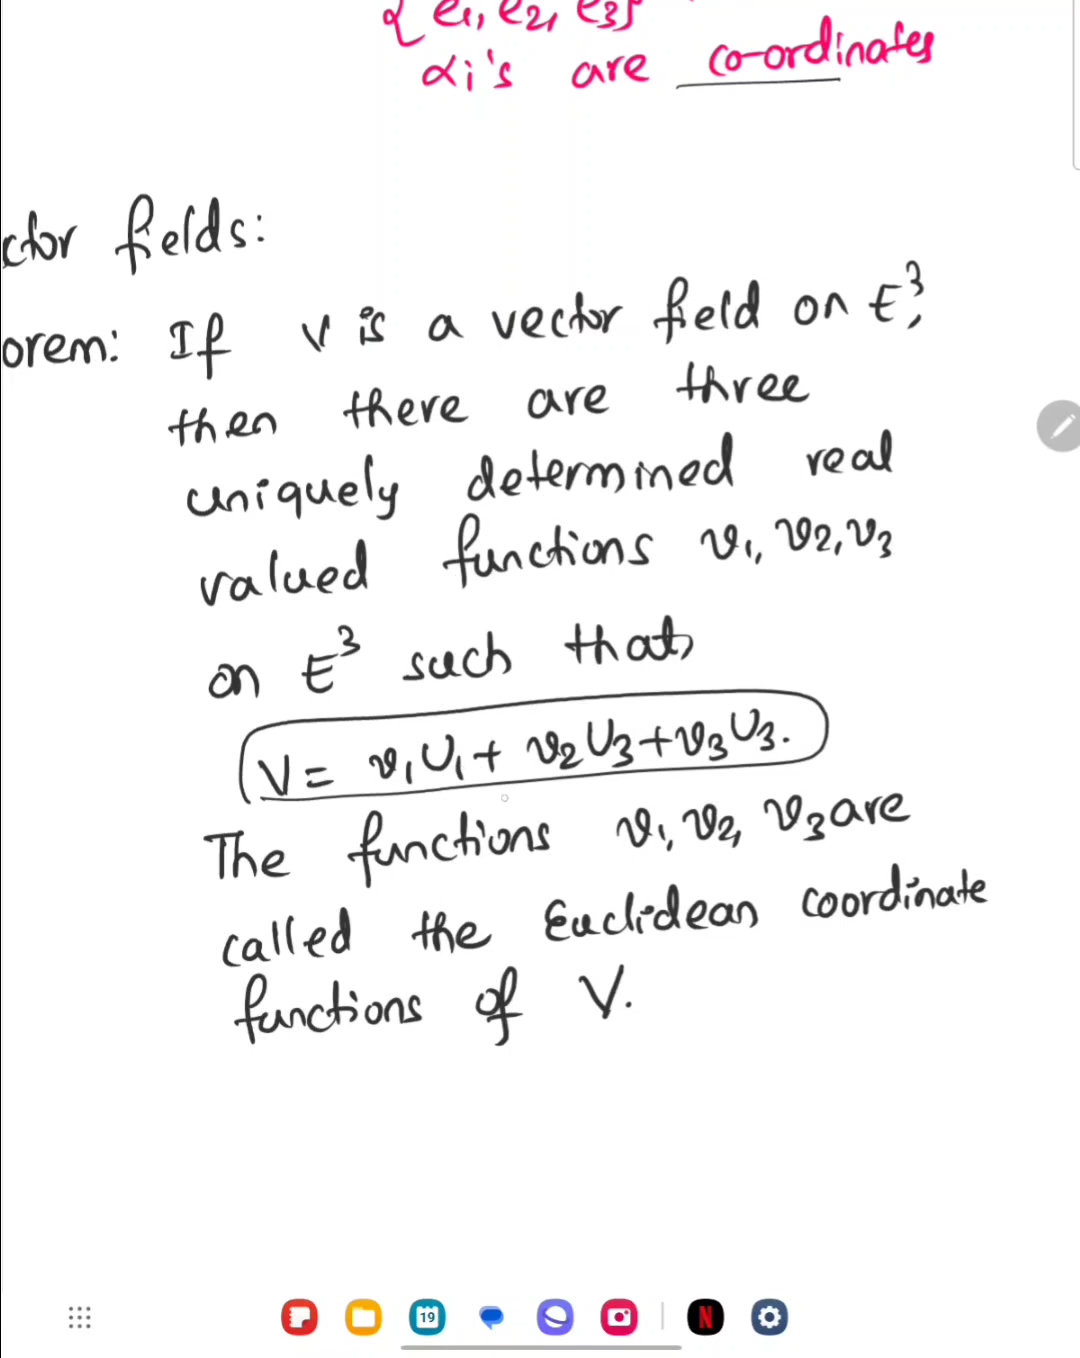 {e1, e2, e3}
αi's are co-ordinates
ctor fields:
orem: If V is a vector field on E³,
then there are three
uniquely determined real
valued functions v1, v2, v3
on E³ such that,
V = v1U1 + v2U3 + v3U3.
The functions v1, v2, v3 are
called the Euclidean coordinate
functions of V.
19
N